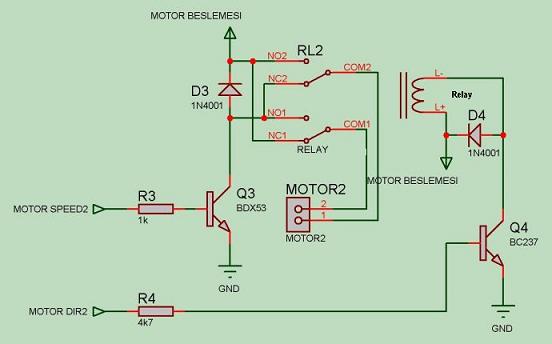 MOTOR BESLEMESI
NO2
RL2
COM2
NC2
D3
1N4001
NO1
COM1
NC1
RELAY
L-
Relay
L+
D4
1N4001
MOTOR BESLEMESI
MOTOR2
2
1
MOTOR2
MOTOR SPEED2
R3
1k
Q3
BDX53
GND
Q4
BC237
MOTOR DIR2
R4
4k7
GND